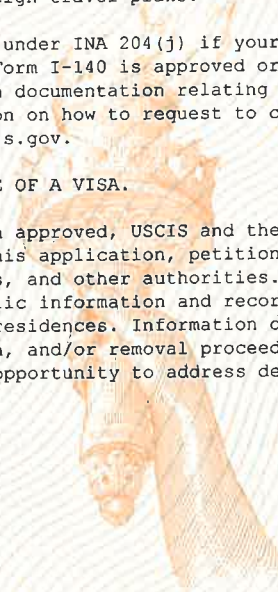 under INA 204(j) if your
Form I-140 is approved or
documentation relating
on on how to request to c
s.gov.
OF A VISA.
approved, USCIS and the
his application, petition
s, and other authorities.
lic information and recor
residences. Information o
, and/or removal proceed
opportunity to address de